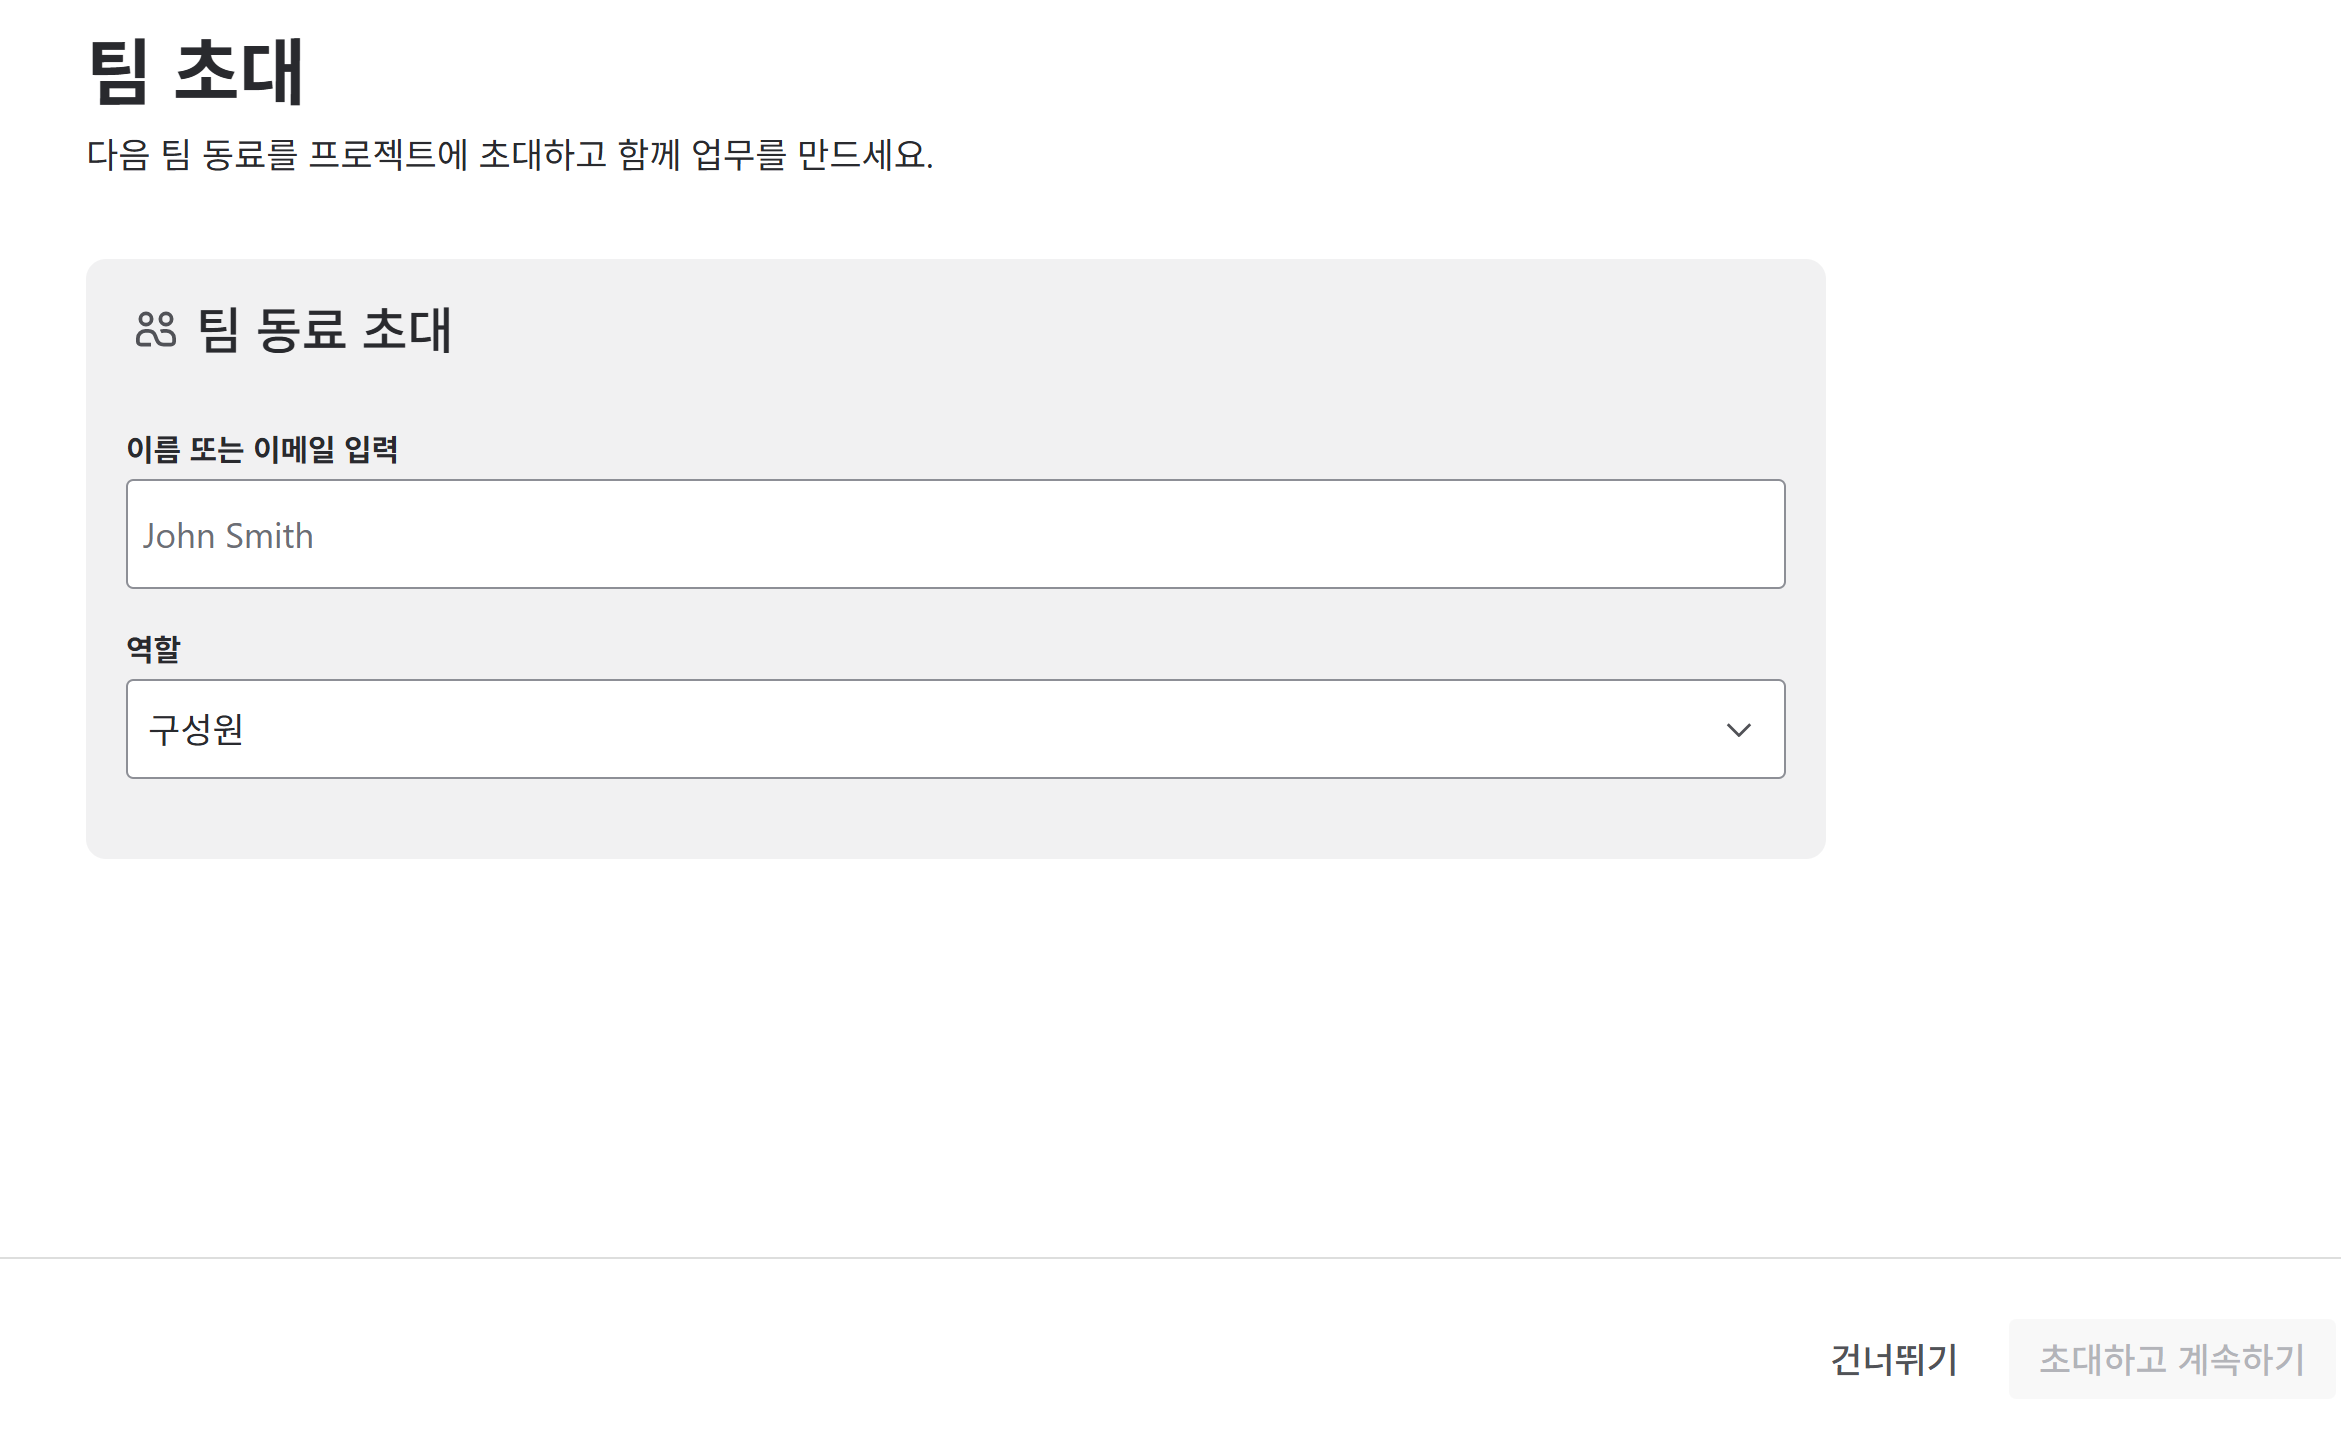 팀 초대
다음 팀 동료를 프로젝트에 초대하고 함께 업무를 만드세요.
팀 동료 초대
이름 또는 이메일 입력
John Smith
역할
구성원
건너뛰기
초대하고 계속하기